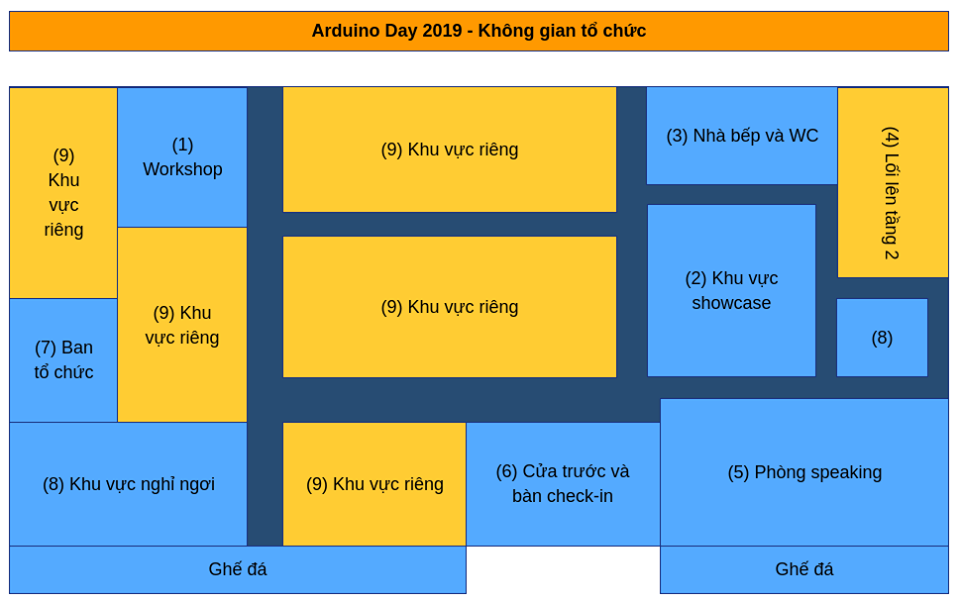 Arduino Day 2019 - Không gian tổ chức
(9)
Khu
vực
riêng
(1)
Workshop
(9) Khu vực riêng
(3) Nhà bếp và WC
(4) Lối lên tầng 2
(9) Khu
vực riêng
(9) Khu vực riêng
(2) Khu vực
showcase
(8)
(7) Ban
tổ chức
(8) Khu vực nghỉ ngơi
(9) Khu vực riêng
(6) Cửa trước và
bàn check-in
(5) Phòng speaking
Ghế đá
Ghế đá